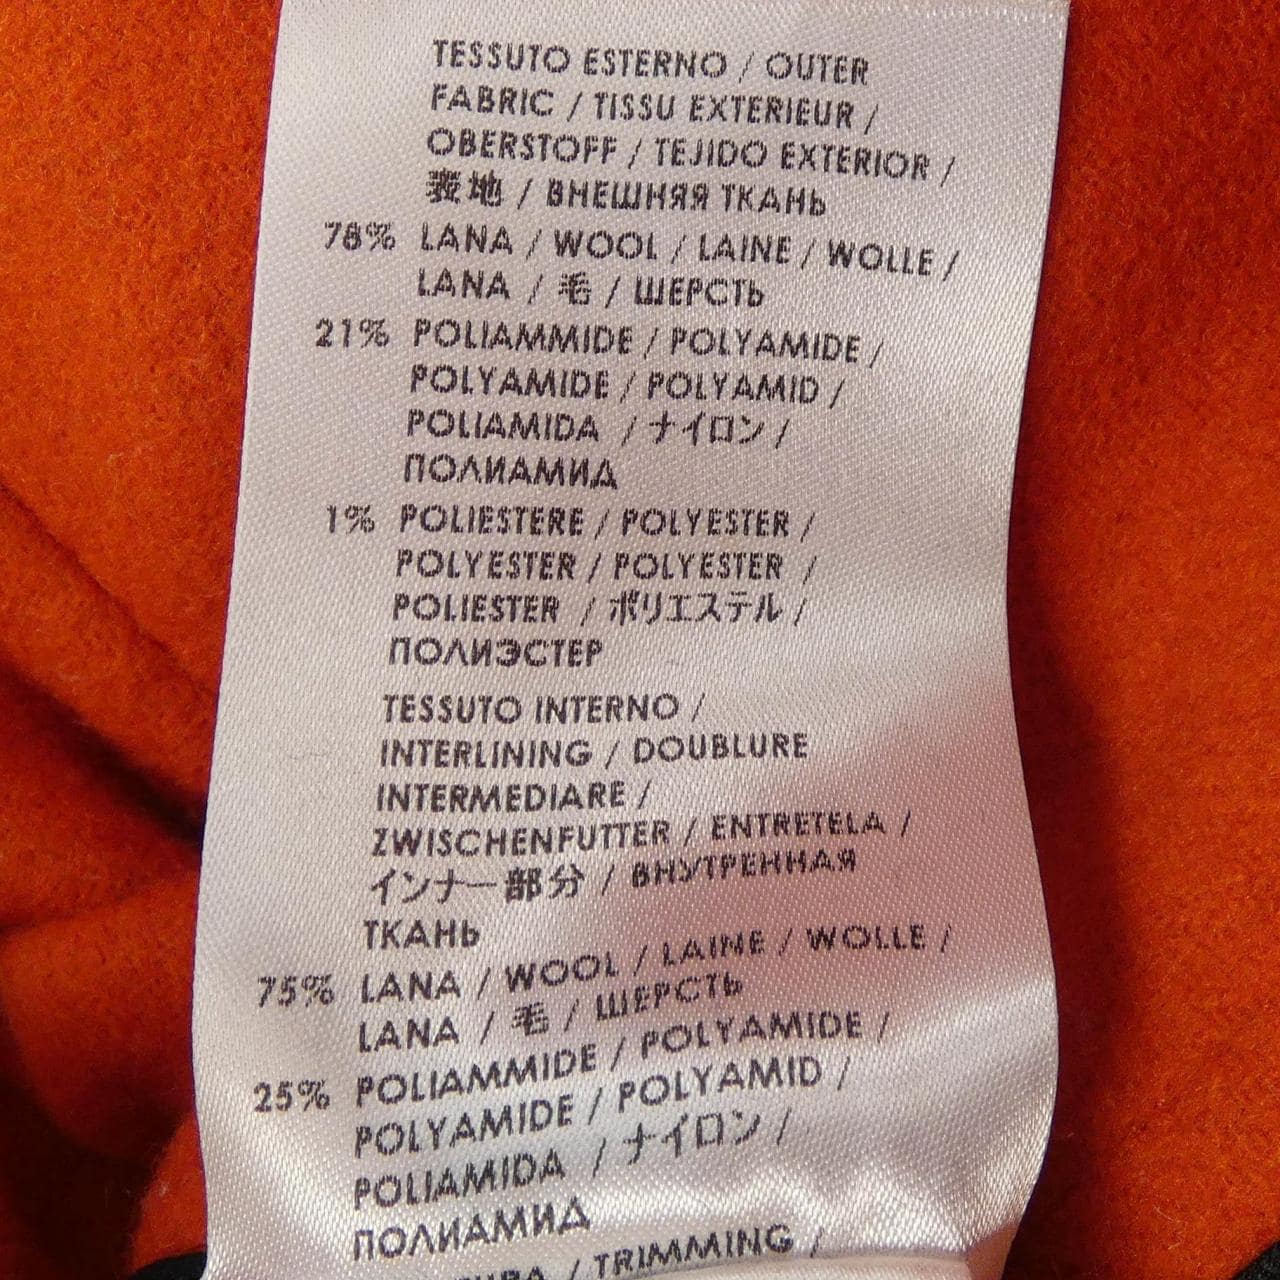 TESSUTO ESTERNO / OUTER
FABRIC / TISSU EXTERIEUR /
OBERSTOFF / TEJIDO EXTERIOR /
表地 / ВНЕШНЯЯ ТКАНЬ
78% LANA / WOOL / LAINE / WOLLE /
LANA / 毛 / ШЕРСТЬ
21% POLIAMMIDE / POLYAMIDE /
POLYAMIDE / POLYAMID /
POLIAMIDA / ナイロン /
ПОЛИАМИД
1% POLIESTERE / POLYESTER /
POLYESTER / POLYESTER /
POLIESTER / ポリエステル /
ПОЛИЭСТЕР
TESSUTO INTERNO /
INTERLINING / DOUBLURE
INTERMEDIARE /
ZWISCHENFUTTER / ENTRETELA /
インナー部分 / ВНУТРЕННАЯ
ТКАНЬ
75% LANA / WOOL / LAINE / WOLLE /
LANA / 毛 / ШЕРСТЬ
25% POLIAMMIDE / POLYAMIDE /
POLYAMIDE / POLYAMID /
POLIAMIDA / ナイロン /
ПОЛИАМИД
/ TRIMMING /